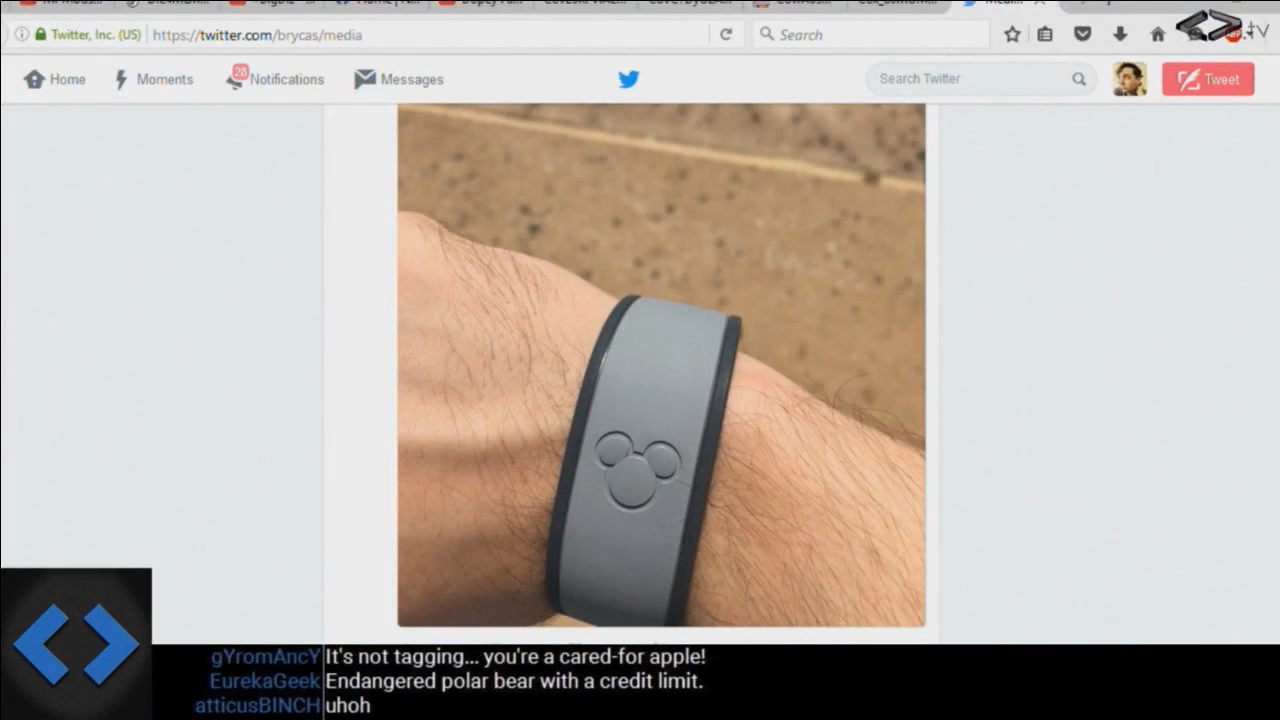 Twitter, Inc. (US) https://twitter.com/brycas/media Search
.tv
Home Moments 28 Notifications Messages Search Twitter Tweet
gYromAncY It's not tagging... you're a cared-for apple!
EurekaGeek Endangered polar bear with a credit limit.
atticusBINCH uhoh